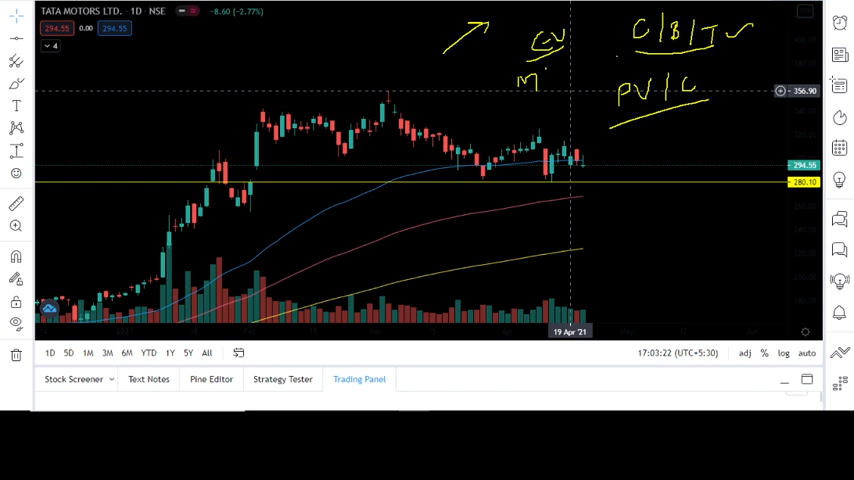 TATA MOTORS LTD. · 1D · NSE
-8.60 (-2.77%)
294.55 0.00 294.55
4
CV
M
C/B/T
PV/C
356.90
294.55
280.10
19 Apr '21
1D 5D 1M 3M 6M YTD 1Y 5Y All
17:03:22 (UTC+5:30) adj % log auto
Stock Screener Text Notes Pine Editor Strategy Tester Trading Panel